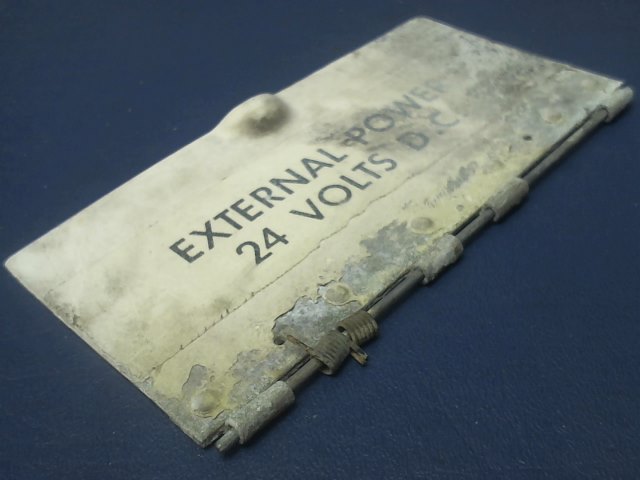 EXTERNAL POWER
24 VOLTS D.C